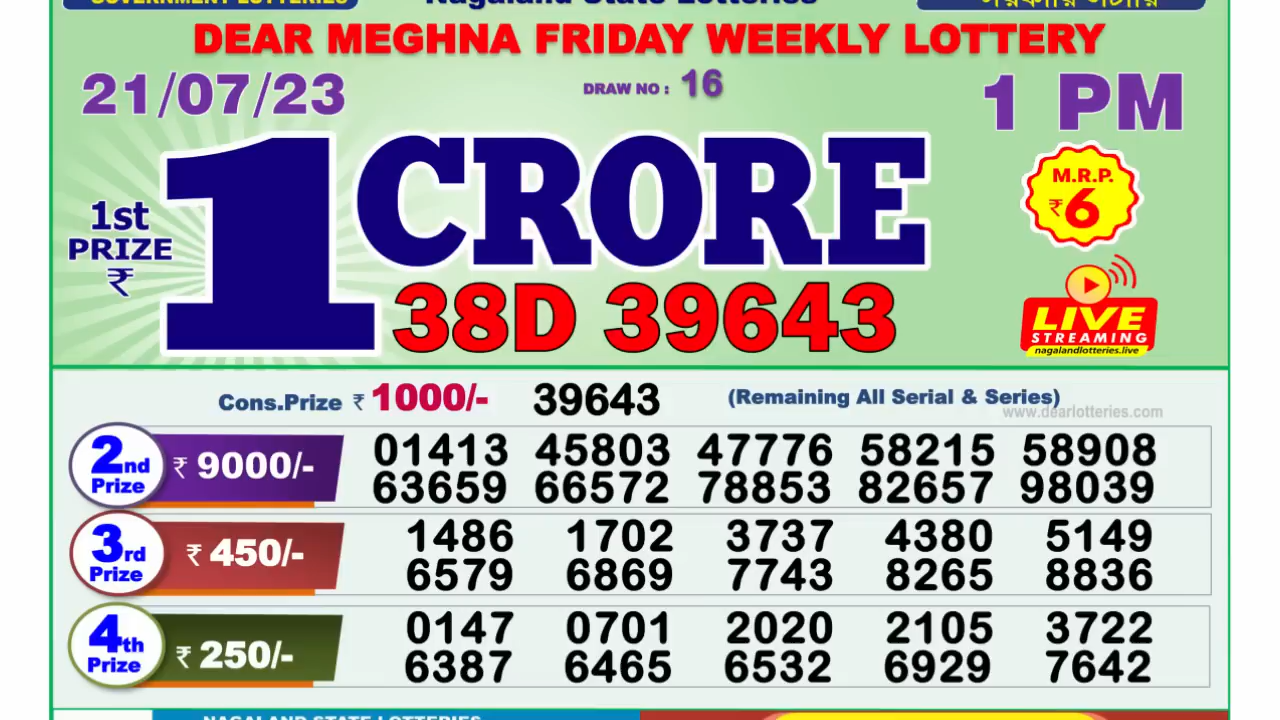 GOVERNMENT LOTTERIES
Nagaland State Lotteries
DEAR MEGHNA FRIDAY WEEKLY LOTTERY
21/07/23
DRAW NO : 16
1 PM
1st
PRIZE
₹
1 CRORE
38D 39643
M.R.P.
₹6
LIVE
STREAMING
nagalandlotteries.live
Cons.Prize ₹ 1000/- 39643 (Remaining All Serial & Series)
www.dearlotteries.com
2nd Prize ₹ 9000/-
01413 45803 47776 58215 58908
63659 66572 78853 82657 98039
3rd Prize ₹ 450/-
1486 1702 3737 4380 5149
6579 6869 7743 8265 8836
4th Prize ₹ 250/-
0147 0701 2020 2105 3722
6387 6465 6532 6929 7642
NAGALAND STATE LOTTERIES